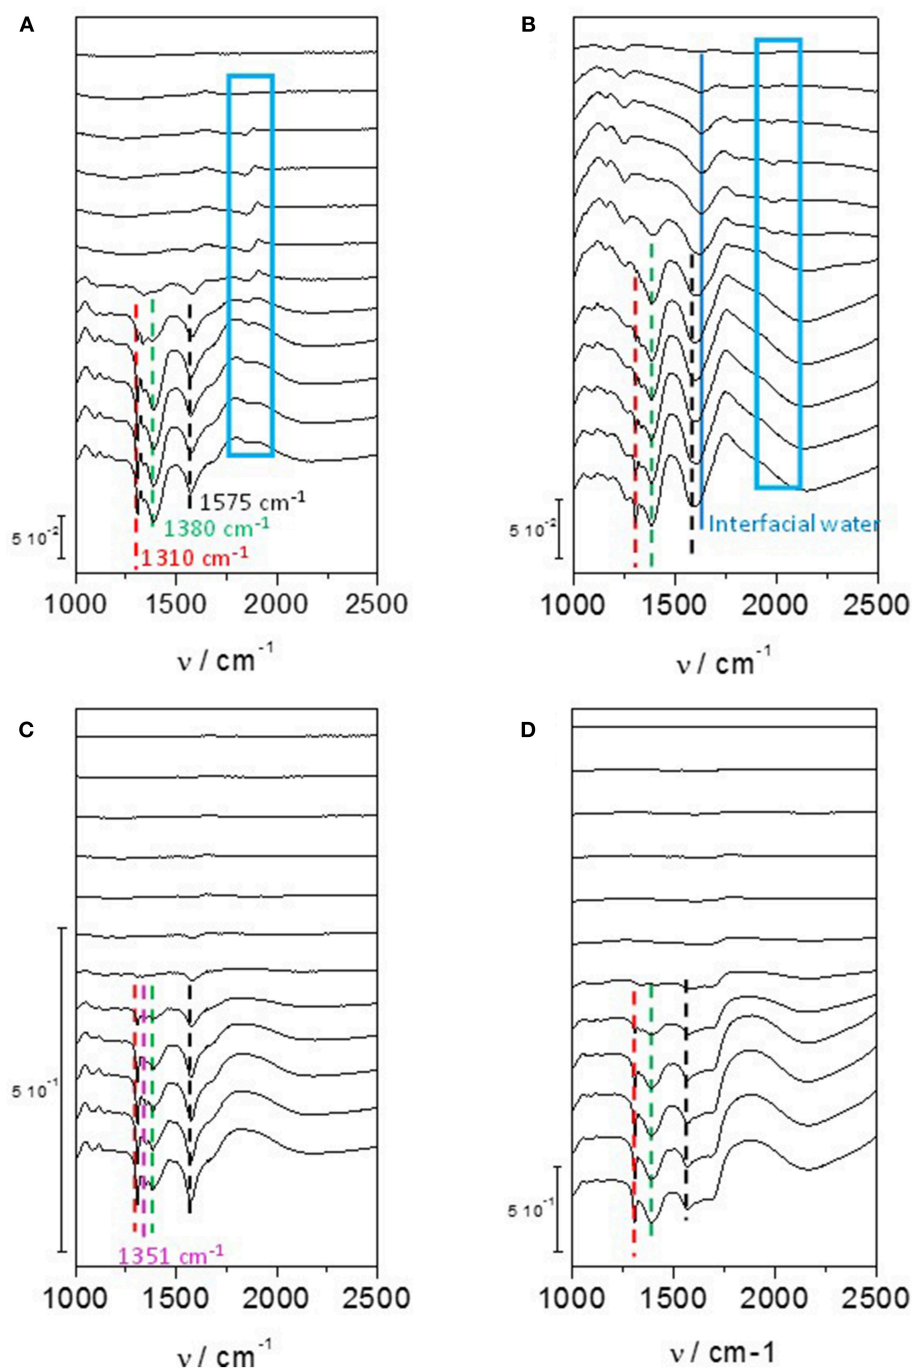 A
B
1575 cm⁻¹
1380 cm⁻¹
1310 cm⁻¹
5 10⁻²
1000 1500 2000 2500
ν / cm⁻¹
Interfacial water
5 10⁻²
1000 1500 2000 2500
ν / cm⁻¹
C
D
5 10⁻¹
1351 cm⁻¹
1000 1500 2000 2500
ν / cm⁻¹
5 10⁻¹
1000 1500 2000 2500
ν / cm-1